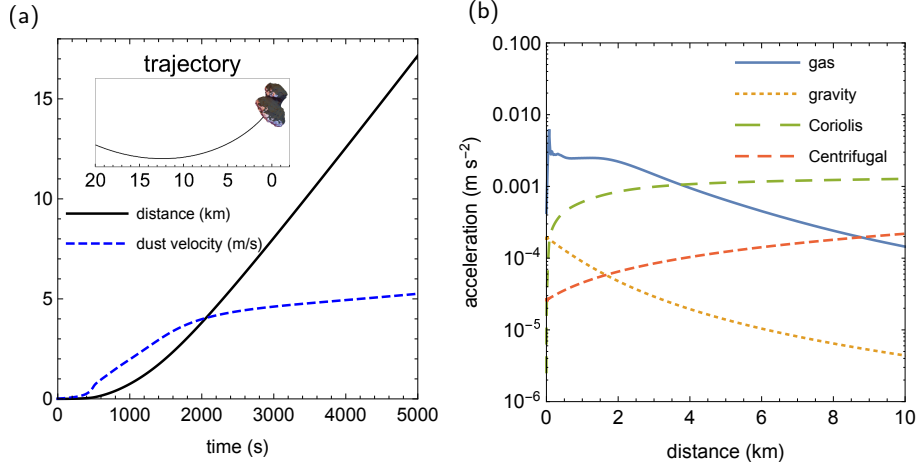 (a)
trajectory
20 15 10 5 0
distance (km)
dust velocity (m/s)
15
10
5
0
0 1000 2000 3000 4000 5000
time (s)
(b)
gas
gravity
Coriolis
Centrifugal
acceleration (m s⁻²)
0.100
0.010
0.001
10⁻⁴
10⁻⁵
10⁻⁶
0 2 4 6 8 10
distance (km)